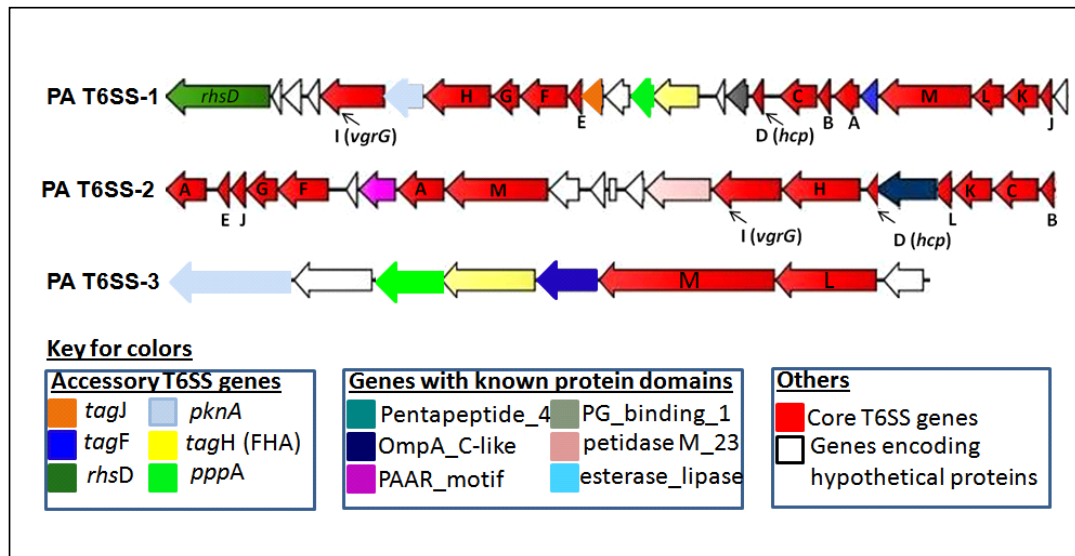 PA T6SS-1
rhsD
H
G
F
C
M
L
K
E
B
A
J
I (vgrG)
D (hcp)
PA T6SS-2
A
G
F
A
M
H
K
C
E
J
L
B
I (vgrG)
D (hcp)
PA T6SS-3
M
L
Key for colors
Accessory T6SS genes
tagJ
pknA
tagF
tagH (FHA)
rhsD
pppA
Genes with known protein domains
Pentapeptide_4
PG_binding_1
OmpA_C-like
petidase M_23
PAAR_motif
esterase_lipase
Others
Core T6SS genes
Genes encoding
hypothetical proteins